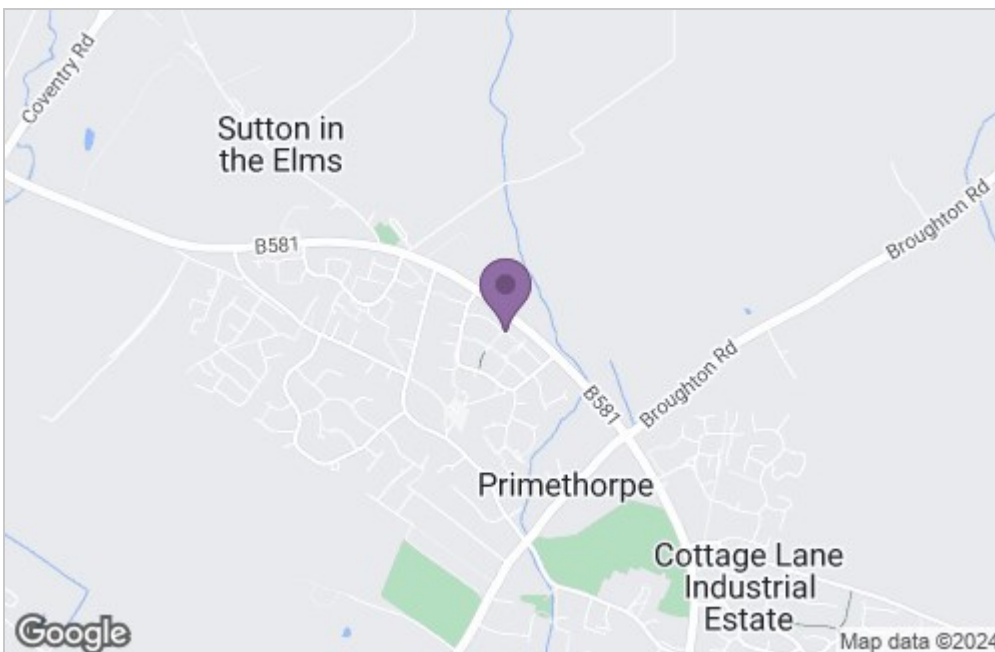 Coventry Rd
Sutton in
the Elms
B581
Broughton Rd
B581
Broughton Rd
Primethorpe
Cottage Lane
Industrial
Estate
Google
Map data ©2024